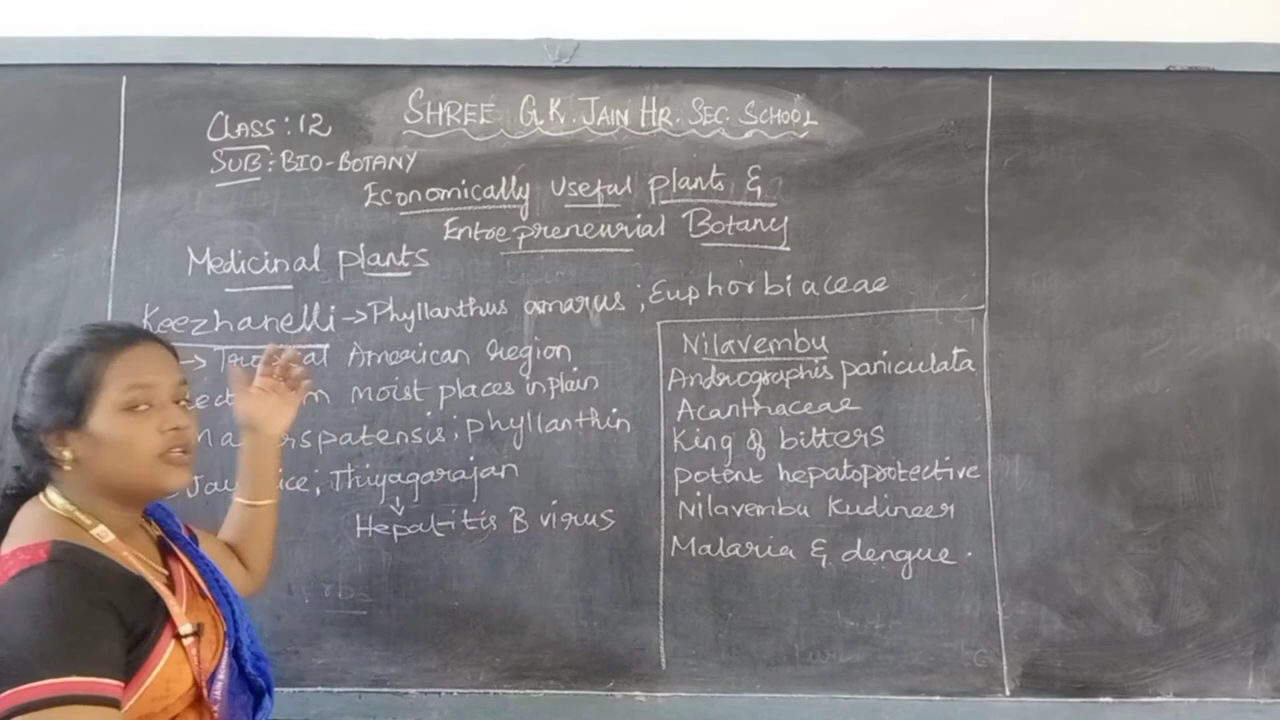 SHREE G.K. JAIN HR. SEC. SCHOOL
CLASS: 12
SUB: BIO-BOTANY
Economically useful plants &
Entrepreneurial Botany
Medicinal plants
Keezhanelli → Phyllanthus amarus ; Euphorbiaceae
→ American region
moist places in plain
phyllanthin
Thiyagarajan
↓
Hepatitis B virus
Nilavembu
Andrographis paniculata
Acanthaceae
King of bitters
potent hepatoprotective
Nilavembu Kudineer
Malaria & dengue.